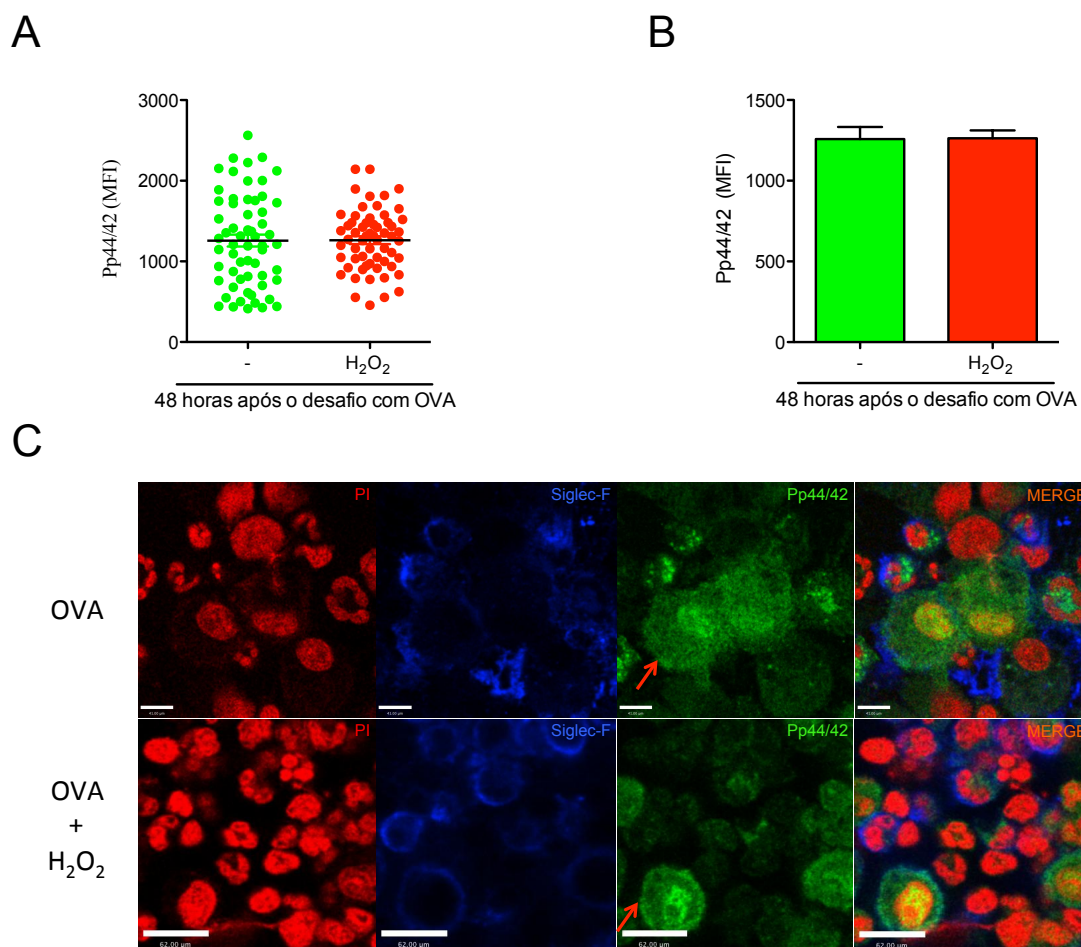 A
B
3000
2000
1000
0
Pp44/42 (MFI)
-
H₂O₂
48 horas após o desafio com OVA
1500
1000
500
0
Pp44/42 (MFI)
-
H₂O₂
48 horas após o desafio com OVA
C
OVA
PI
Siglec-F
Pp44/42
MERGE
OVA
+
H₂O₂
PI
Siglec-F
Pp44/42
MERGE
62.00 µm
62.00 µm
62.00 µm
62.00 µm